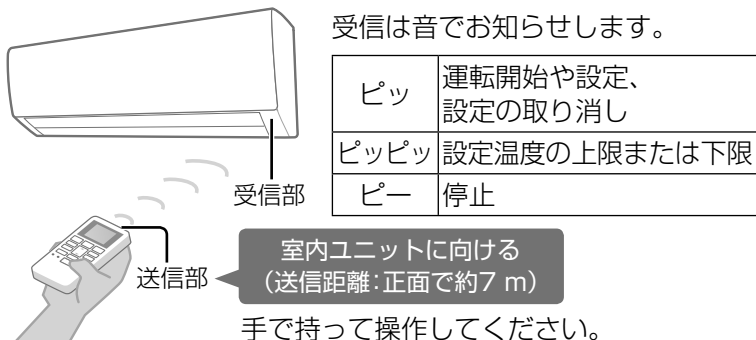 受信は音でお知らせします。
ピッ 運転開始や設定、
設定の取り消し
ピッピッ 設定温度の上限または下限
ピー 停止
受信部
送信部
室内ユニットに向ける
（送信距離：正面で約7 m）
手で持って操作してください。